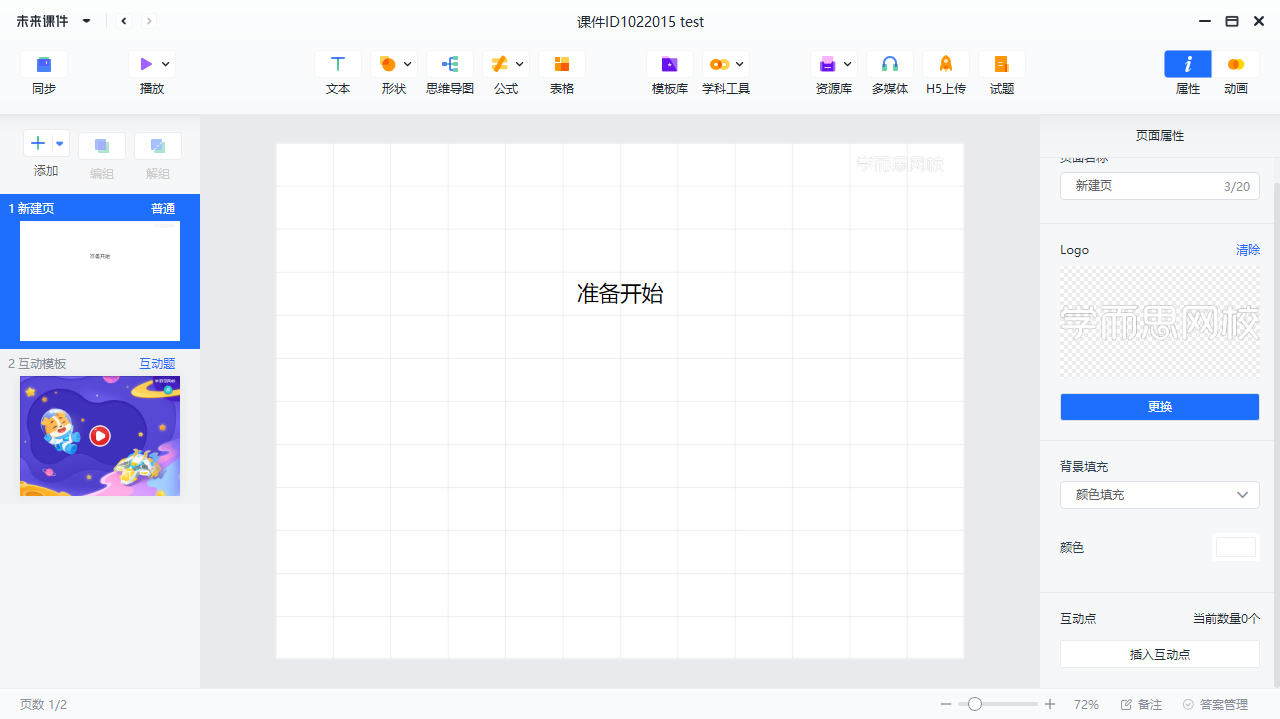 未来课件
课件ID1022015 test
同步
播放
文本
形状
思维导图
公式
表格
模板库
学科工具
资源库
多媒体
H5上传
试题
属性
动画
添加
编组
解组
1 新建页 普通
准备开始
2 互动模板 互动题
学而思网校
学而思网校
准备开始
页面属性
页面名称
新建页 3/20
Logo 清除
学而思网校
更换
背景填充
颜色填充
颜色
互动点 当前数量0个
插入互动点
页数 1/2
72%
备注
答案管理